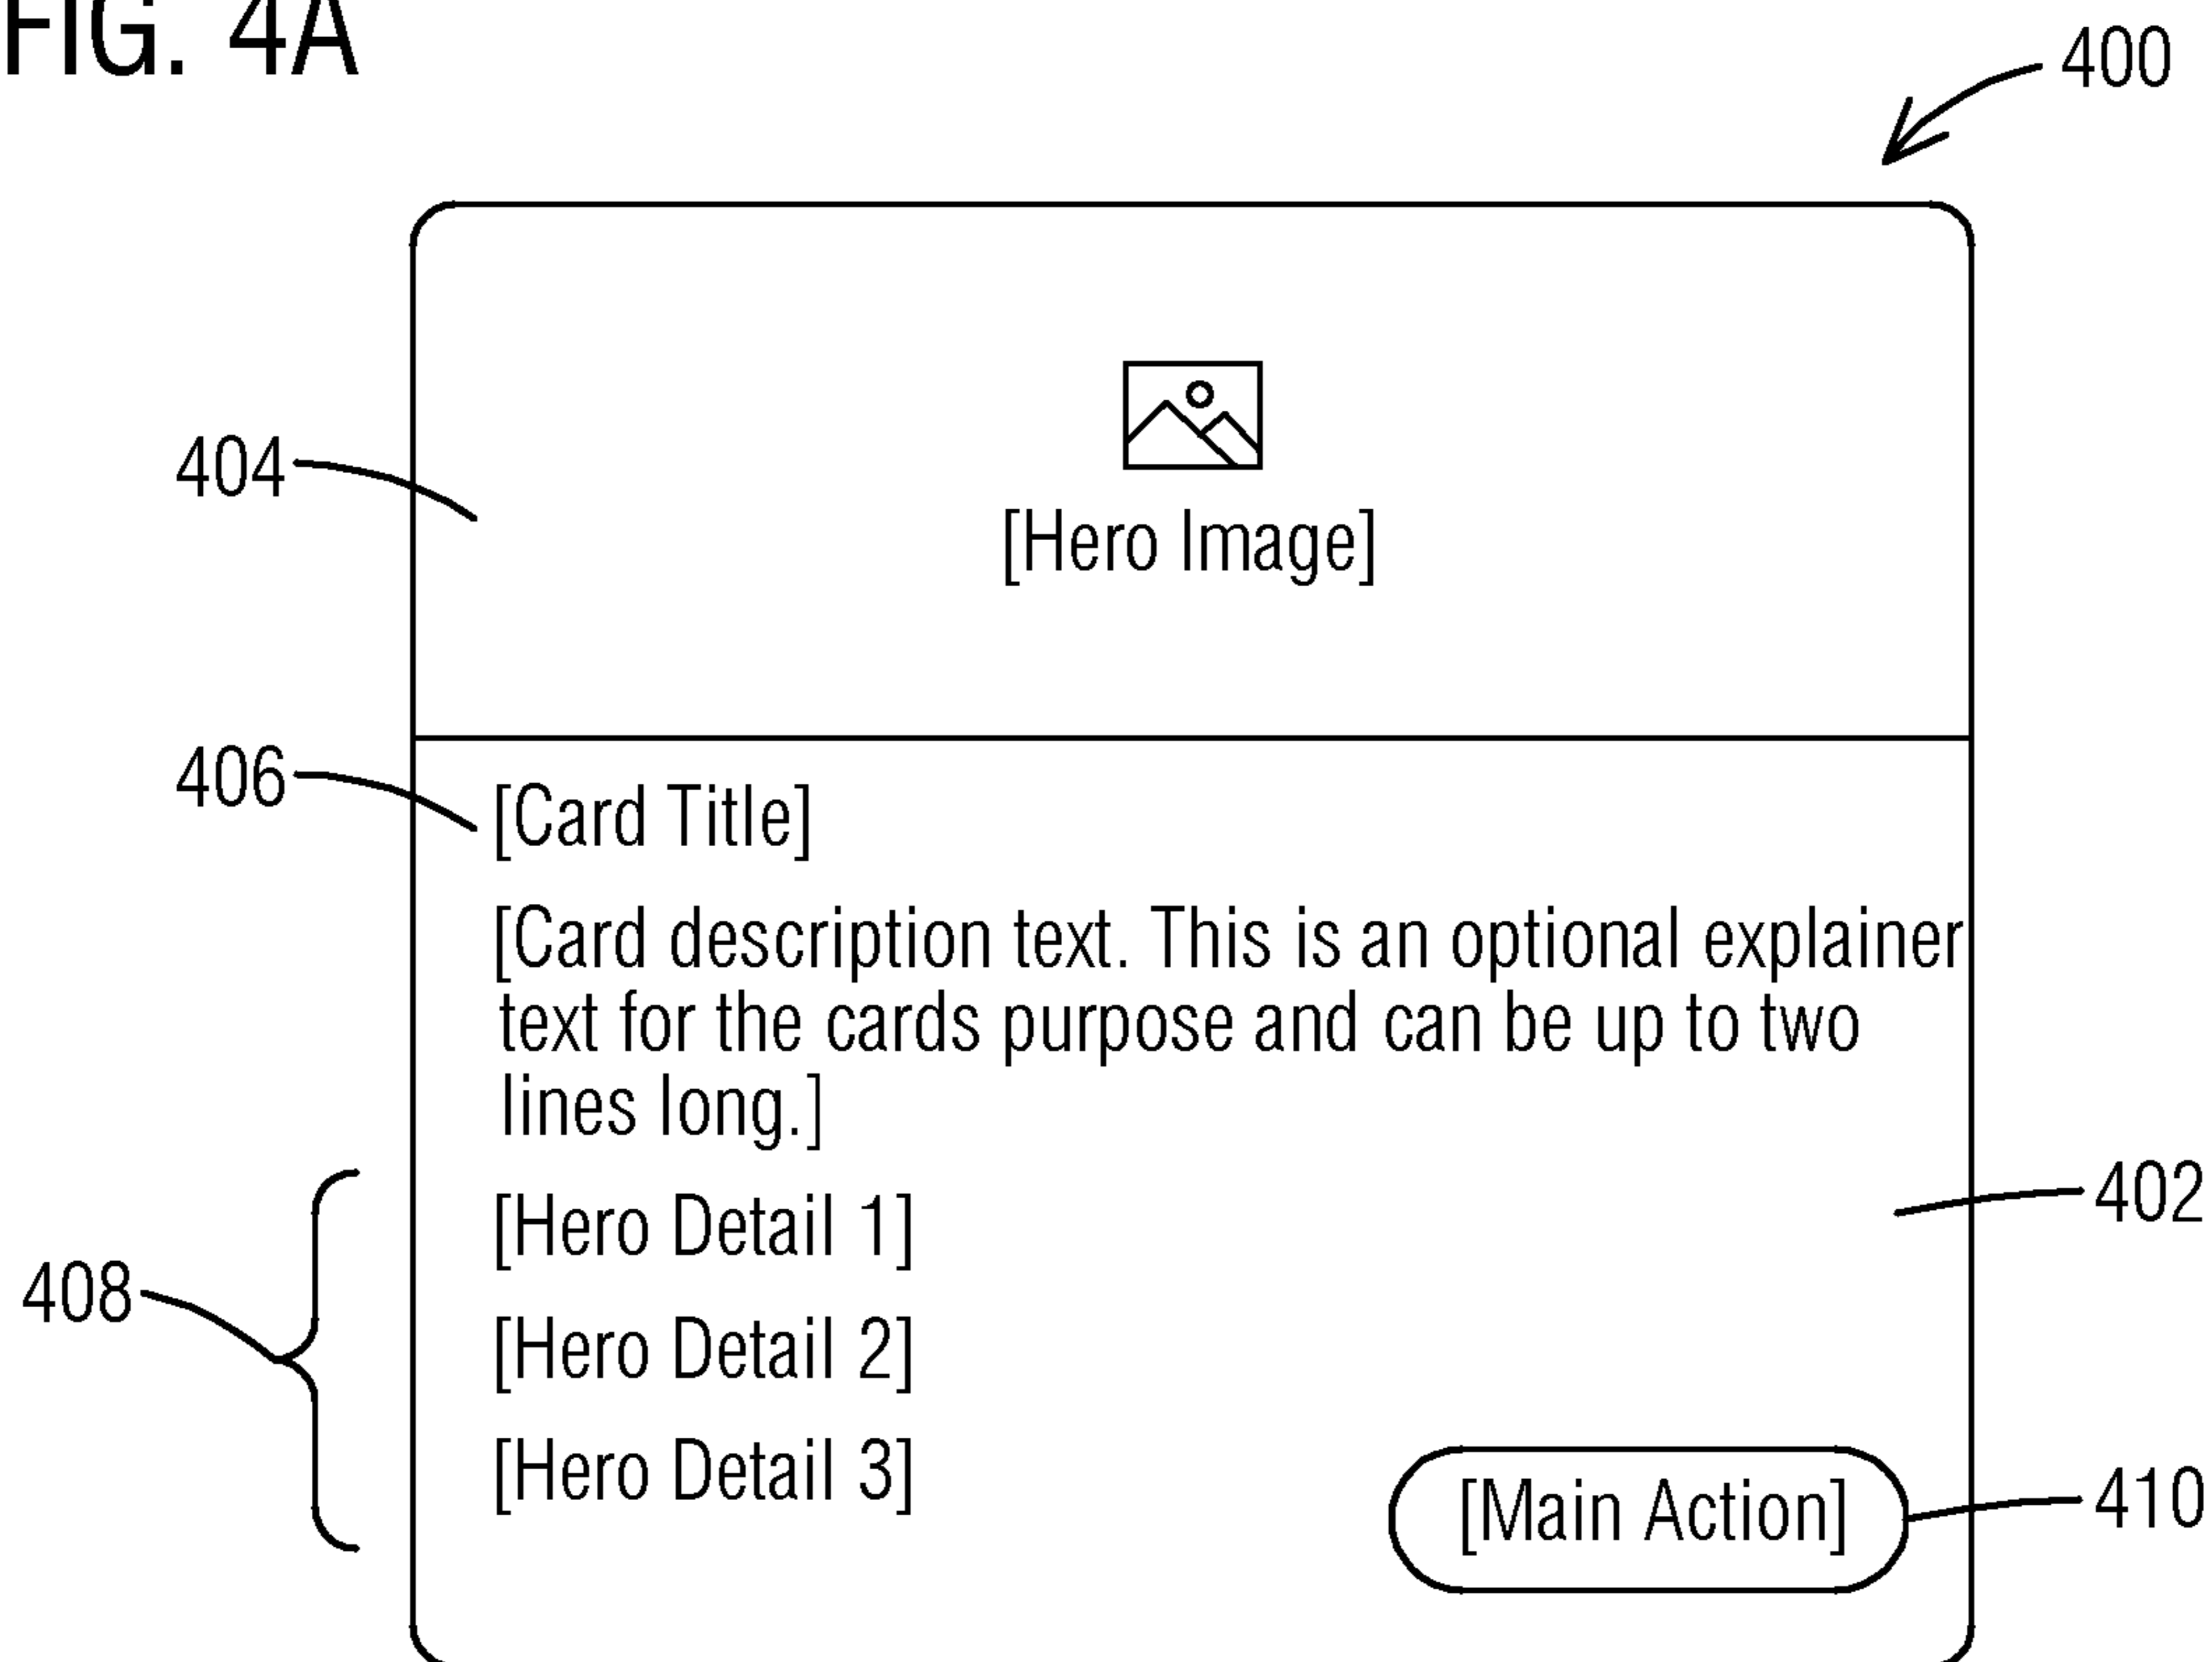 FIG. 4A
400
404
[Hero Image]
406
[Card Title]
[Card description text. This is an optional explainer
text for the cards purpose and can be up to two
lines long.]
402
408
[Hero Detail 1]
[Hero Detail 2]
[Hero Detail 3]
[Main Action]
410